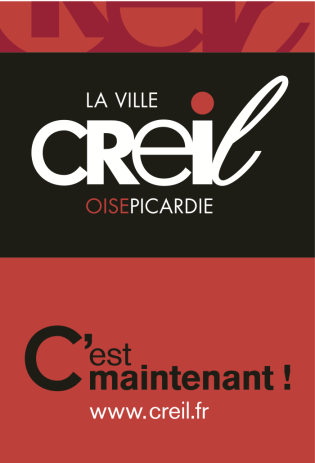 LA VILLE
CREil
OISEPICARDIE
C'est
maintenant !
www.creil.fr